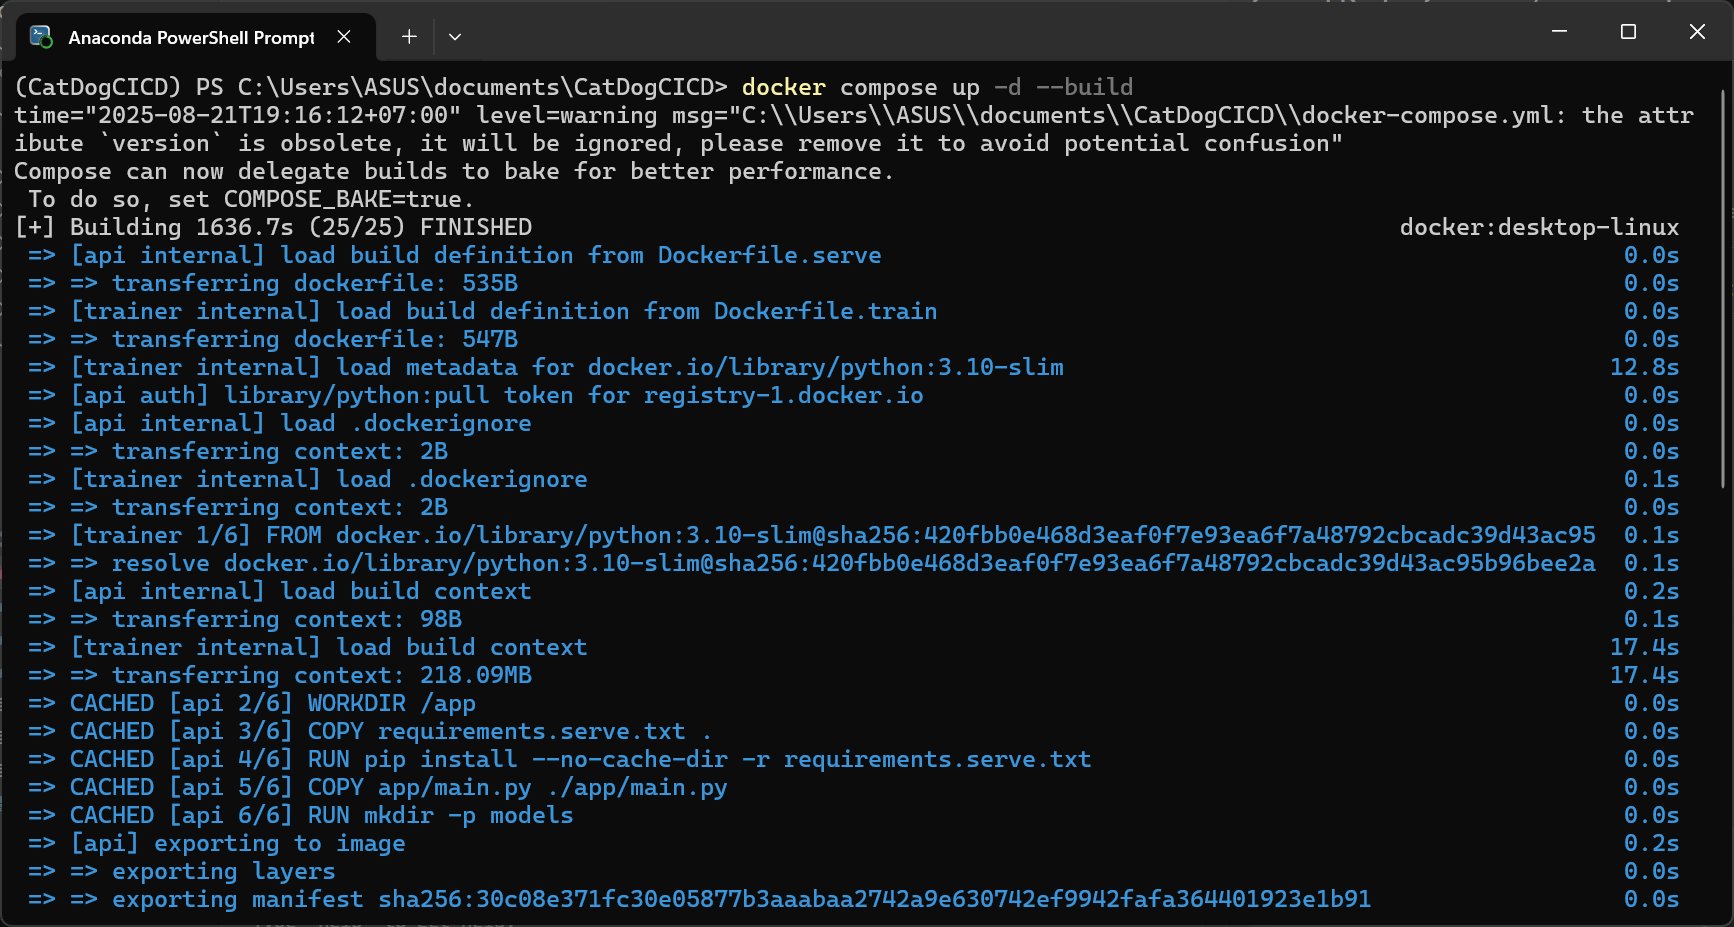 Anaconda PowerShell Prompt
(CatDogCICD) PS C:\Users\ASUS\documents\CatDogCICD> docker compose up -d --build
time="2025-08-21T19:16:12+07:00" level=warning msg="C:\\Users\\ASUS\\documents\\CatDogCICD\\docker-compose.yml: the attr
ibute `version` is obsolete, it will be ignored, please remove it to avoid potential confusion"
Compose can now delegate builds to bake for better performance.
 To do so, set COMPOSE_BAKE=true.
[+] Building 1636.7s (25/25) FINISHED docker:desktop-linux
 => [api internal] load build definition from Dockerfile.serve 0.0s
 => => transferring dockerfile: 535B 0.0s
 => [trainer internal] load build definition from Dockerfile.train 0.0s
 => => transferring dockerfile: 547B 0.0s
 => [trainer internal] load metadata for docker.io/library/python:3.10-slim 12.8s
 => [api auth] library/python:pull token for registry-1.docker.io 0.0s
 => [api internal] load .dockerignore 0.0s
 => => transferring context: 2B 0.0s
 => [trainer internal] load .dockerignore 0.1s
 => => transferring context: 2B 0.0s
 => [trainer 1/6] FROM docker.io/library/python:3.10-slim@sha256:420fbb0e468d3eaf0f7e93ea6f7a48792cbcadc39d43ac95 0.1s
 => => resolve docker.io/library/python:3.10-slim@sha256:420fbb0e468d3eaf0f7e93ea6f7a48792cbcadc39d43ac95b96bee2a 0.1s
 => [api internal] load build context 0.2s
 => => transferring context: 98B 0.1s
 => [trainer internal] load build context 17.4s
 => => transferring context: 218.09MB 17.4s
 => CACHED [api 2/6] WORKDIR /app 0.0s
 => CACHED [api 3/6] COPY requirements.serve.txt . 0.0s
 => CACHED [api 4/6] RUN pip install --no-cache-dir -r requirements.serve.txt 0.0s
 => CACHED [api 5/6] COPY app/main.py ./app/main.py 0.0s
 => CACHED [api 6/6] RUN mkdir -p models 0.0s
 => [api] exporting to image 0.2s
 => => exporting layers 0.0s
 => => exporting manifest sha256:30c08e371fc30e05877b3aaabaa2742a9e630742ef9942fafa364401923e1b91 0.0s